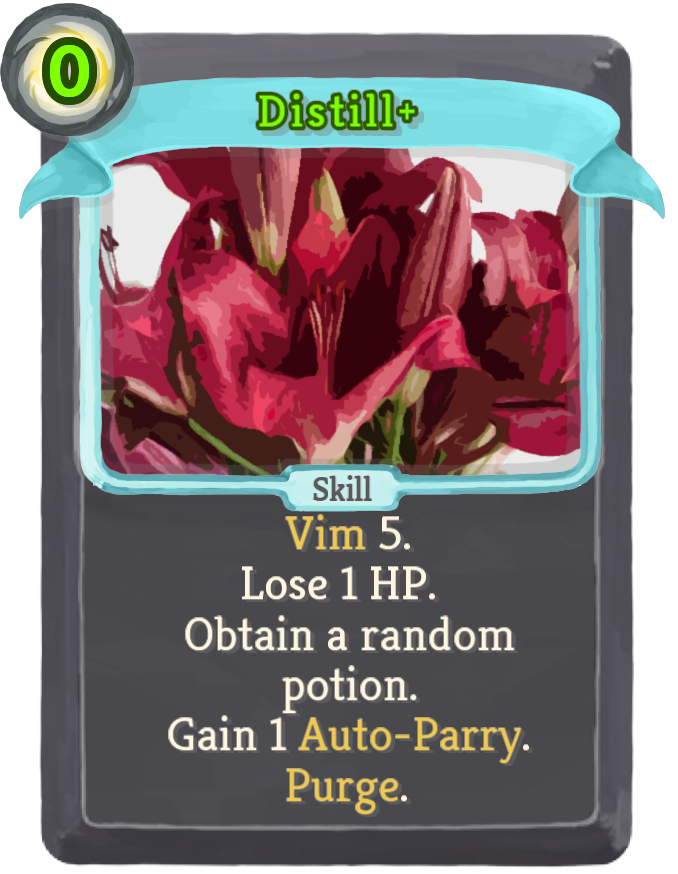 0
Distill+
Skill
Vim 5.
Lose 1 HP.
Obtain a random
potion.
Gain 1 Auto-Parry.
Purge.